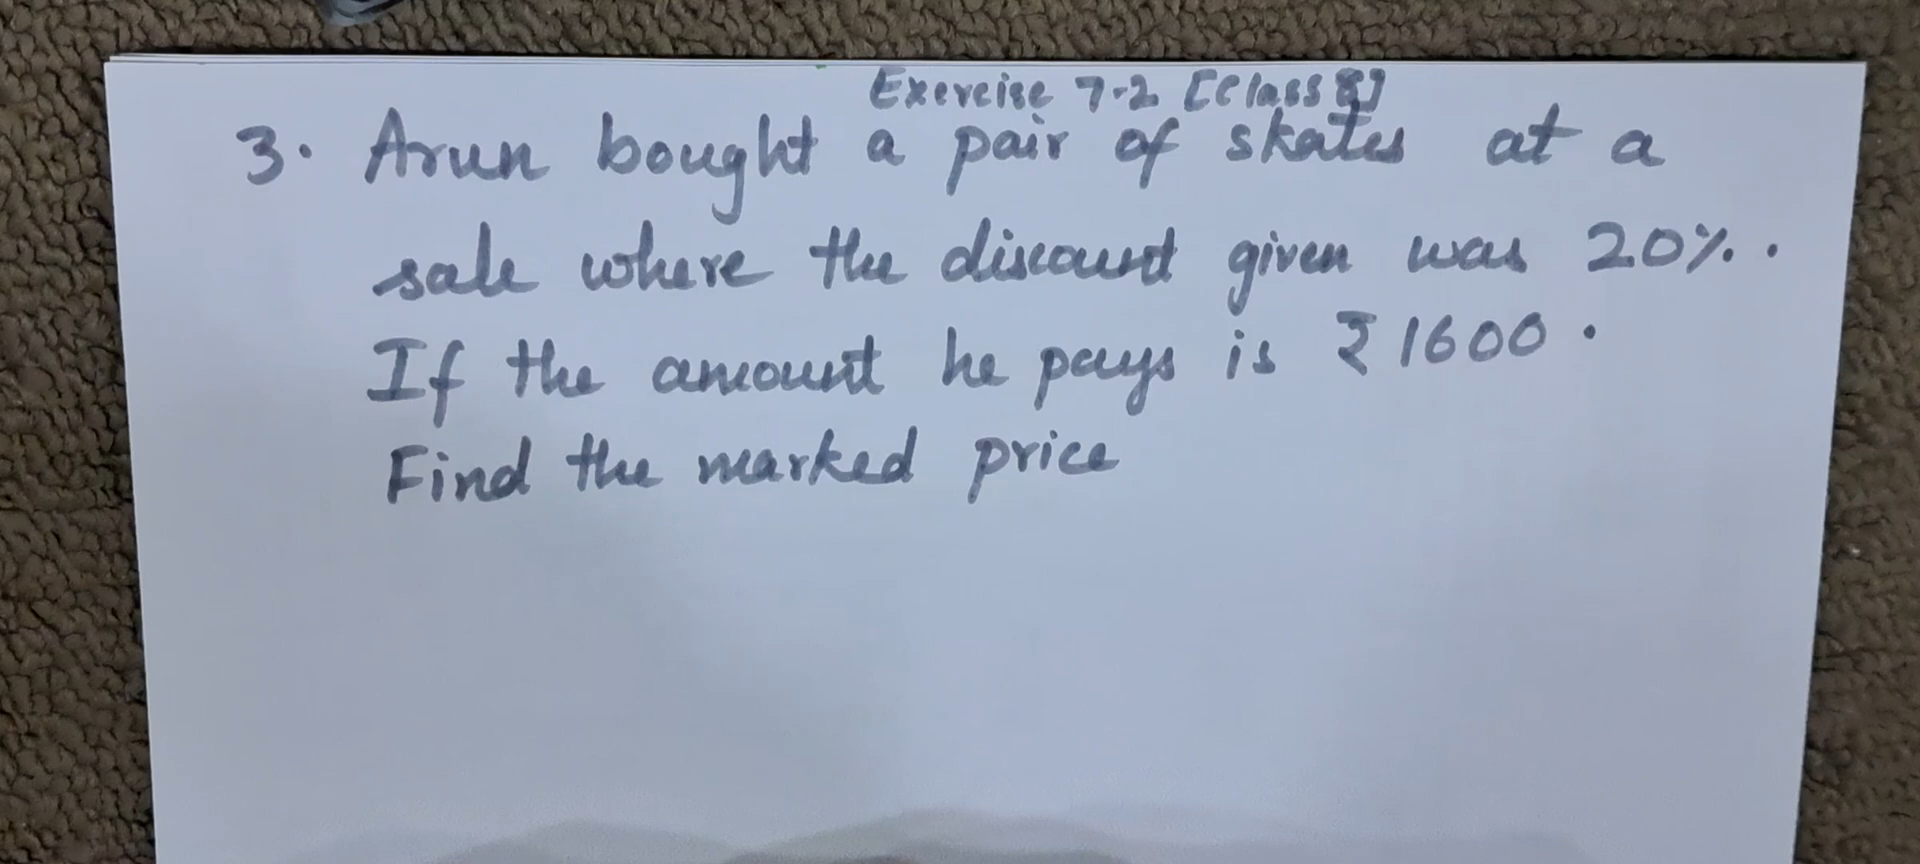 Exercise 7.2 [Class 8]
3. Arun bought a pair of skates at a
sale where the discount given was 20%.
If the amount he pays is ₹1600.
Find the marked price